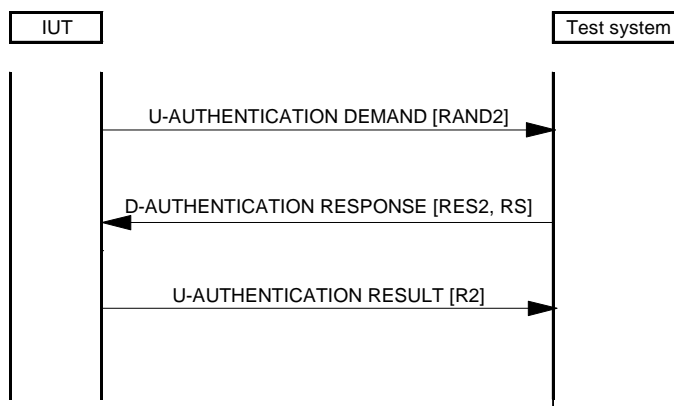 IUT
Test system
U-AUTHENTICATION DEMAND [RAND2]
D-AUTHENTICATION RESPONSE [RES2, RS]
U-AUTHENTICATION RESULT [R2]